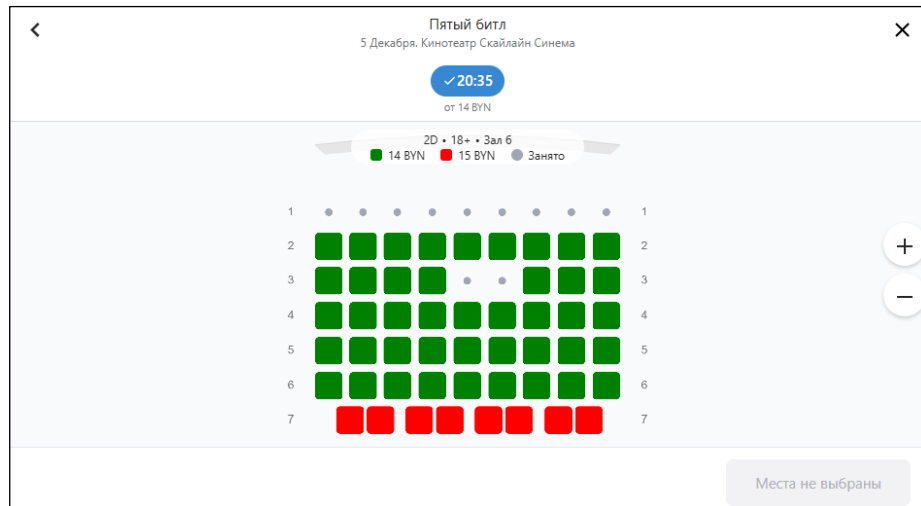 Пятый битл
5 Декабря. Кинотеатр Скайлайн Синема
20:35
от 14 BYN
2D • 18+ • Зал 6
14 BYN 15 BYN Занято
1 1
2 2
3 3
4 4
5 5
6 6
7 7
Места не выбраны